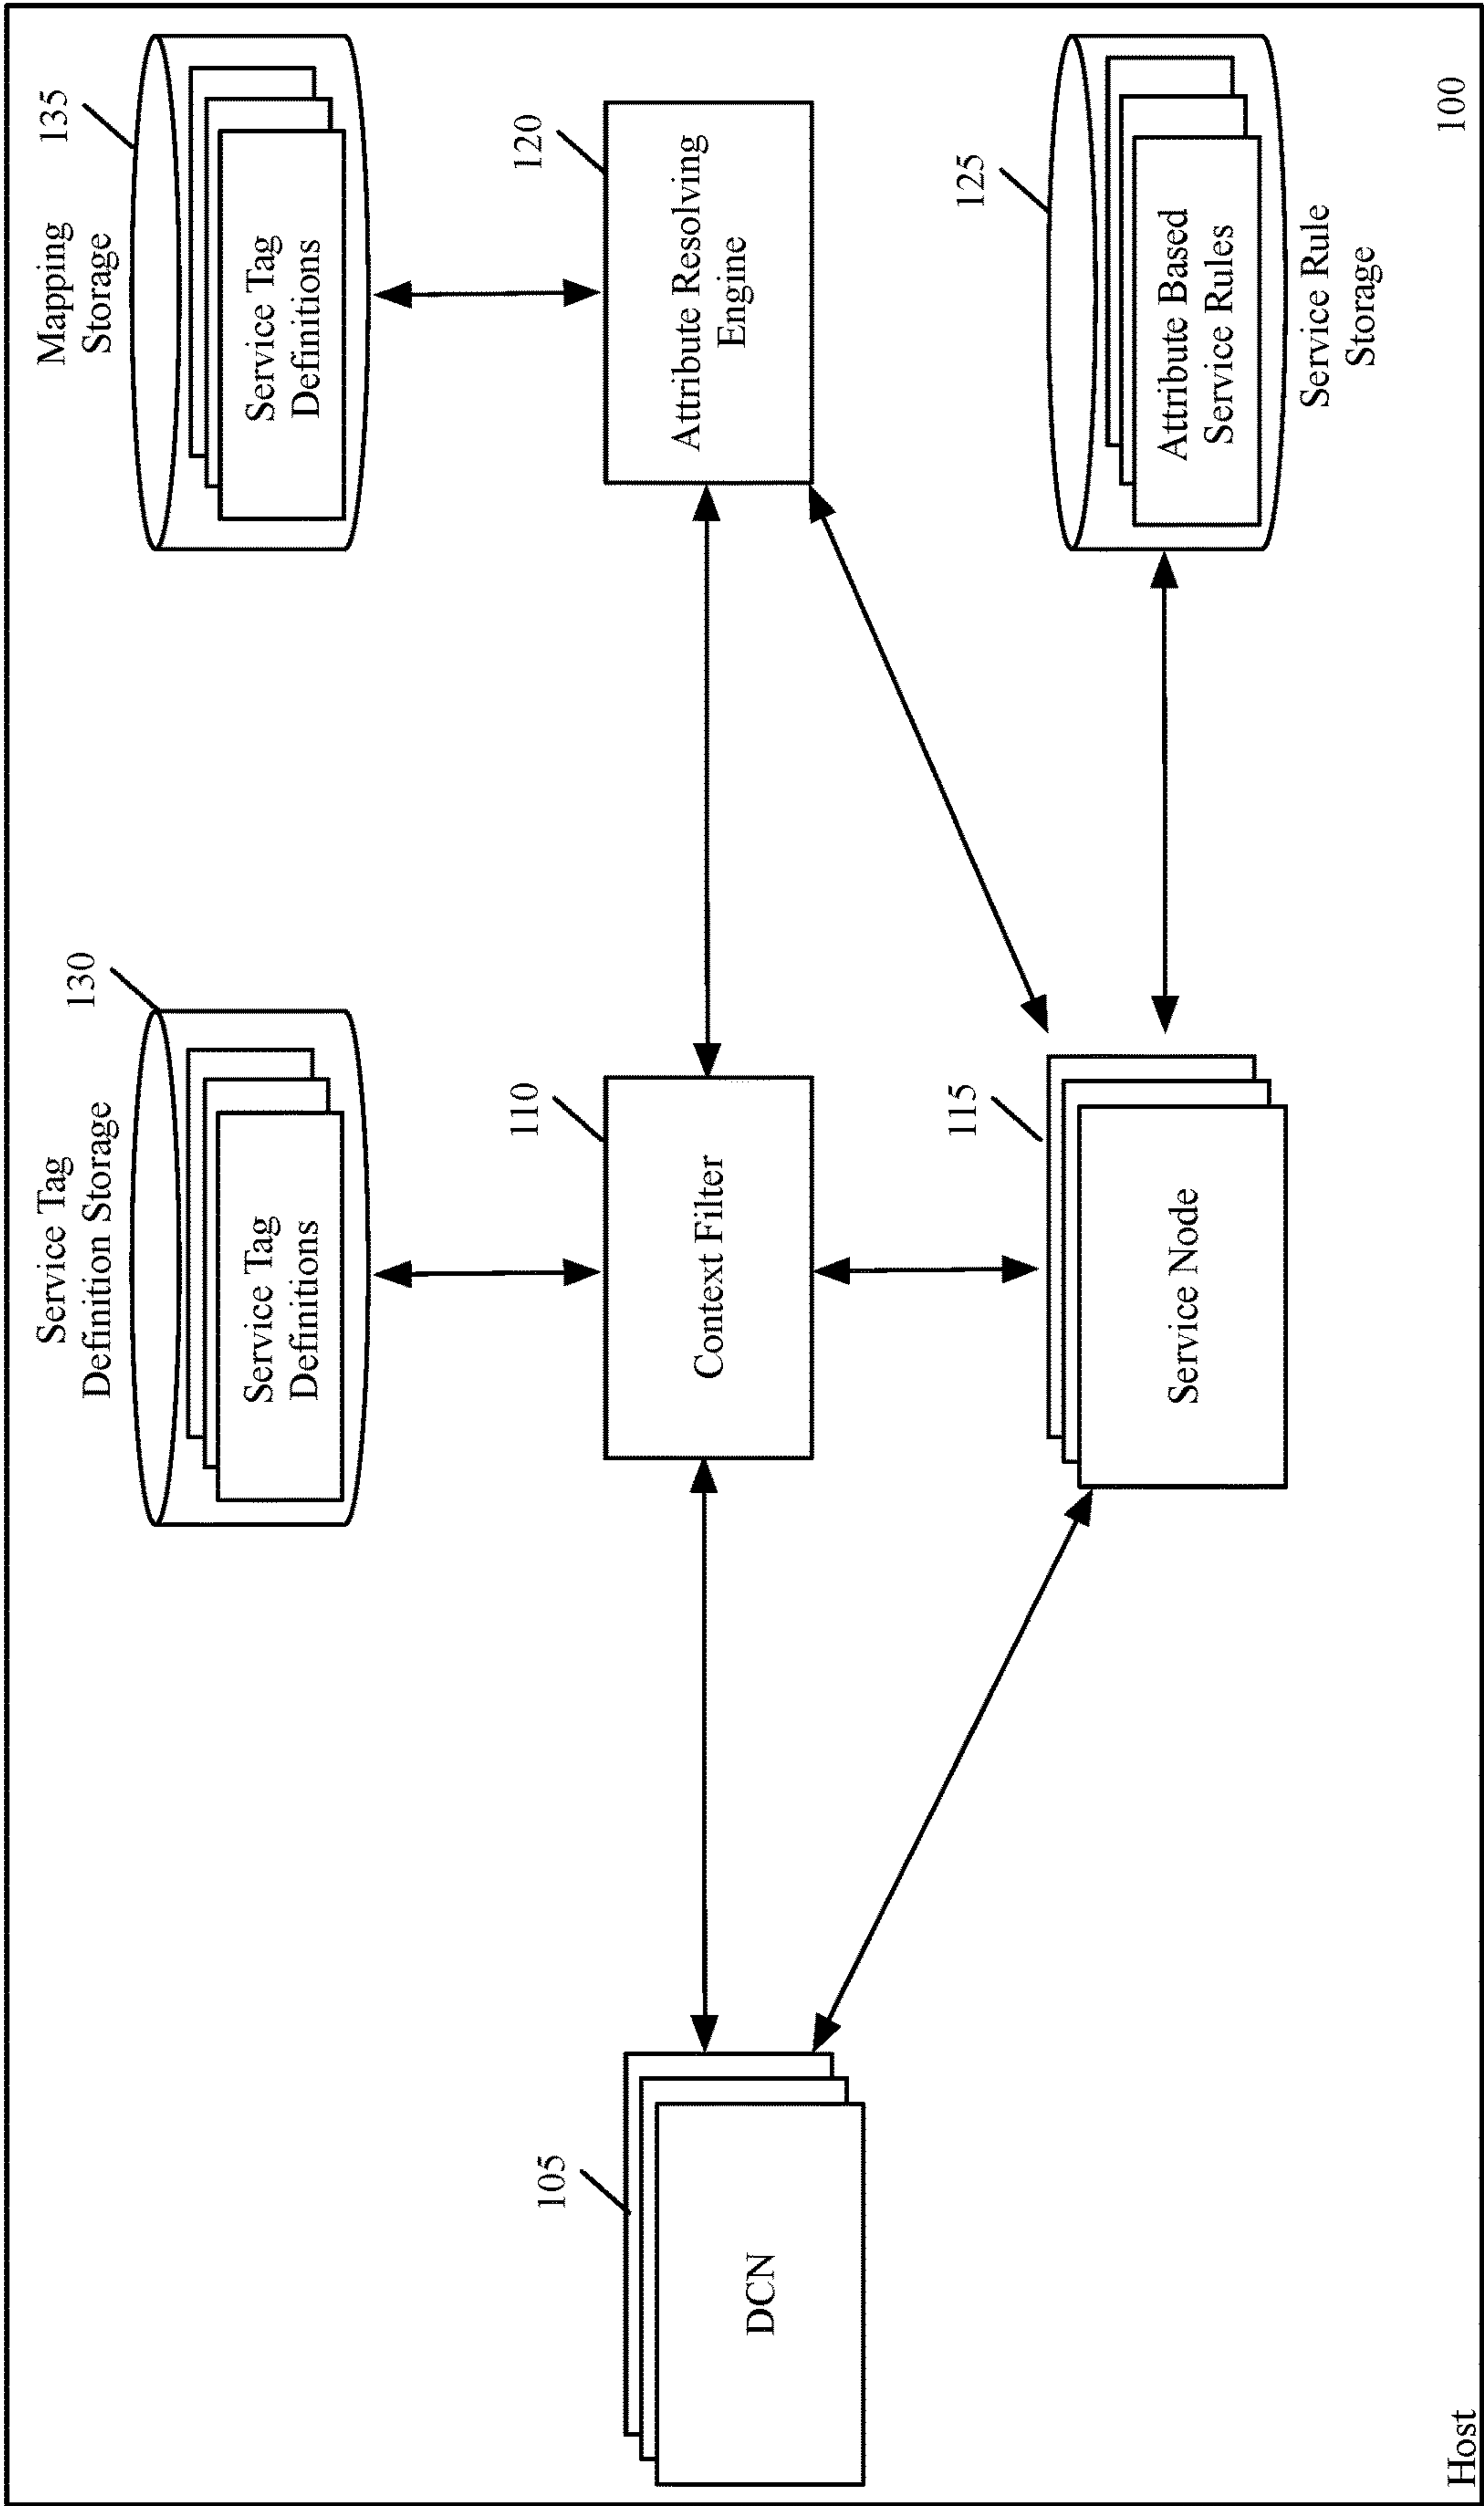 Service Tag
Definition Storage
130
Service Tag
Definitions
Mapping
Storage
135
Service Tag
Definitions
105
DCN
110
Context Filter
120
Attribute Resolving
Engine
115
Service Node
125
Attribute Based
Service Rules
Service Rule
Storage
Host
100